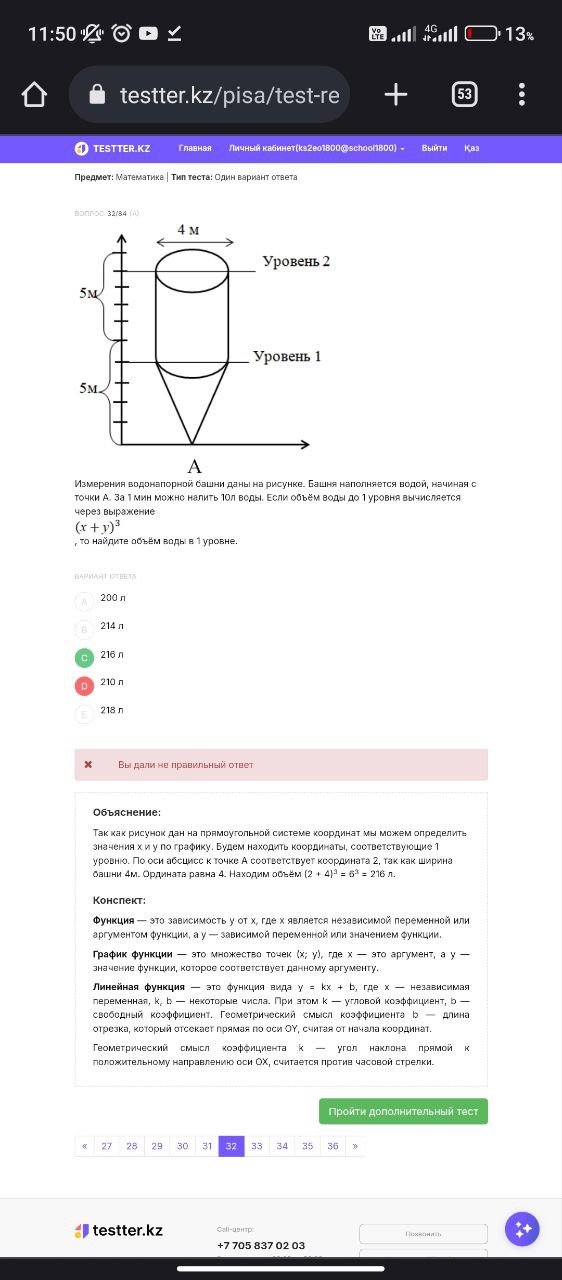 11:50
Vo LTE
4G
13%
testter.kz/pisa/test-re
53
TESTTER.KZ
Главная
Личный кабинет(ks2eo1800@school1800)
Выйти
Қаз
Предмет: Математика | Тип теста: Один вариант ответа
ВОПРОС 32/84 (A)
4 м
Уровень 2
5м
Уровень 1
5м
А
Измерения водонапорной башни даны на рисунке. Башня наполняется водой, начиная с
точки А. За 1 мин можно налить 10л воды. Если объём воды до 1 уровня вычисляется
через выражение
(x + y)³
, то найдите объём воды в 1 уровне.
ВАРИАНТ ОТВЕТА
A 200 л
B 214 л
C 216 л
D 210 л
E 218 л
Вы дали не правильный ответ
Объяснение:
Так как рисунок дан на прямоугольной системе координат мы можем определить
значения х и у по графику. Будем находить координаты, соответствующие 1
уровню. По оси абсцисс к точке А соответствует координата 2, так как ширина
башни 4м. Ордината равна 4. Находим объём (2 + 4)³ = 6³ = 216 л.
Конспект:
Функция — это зависимость у от х, где х является независимой переменной или
аргументом функции, а у — зависимой переменной или значением функции.
График функции — это множество точек (х; у), где х — это аргумент, а у —
значение функции, которое соответствует данному аргументу.
Линейная функция — это функция вида у = kx + b, где х — независимая
переменная, k, b — некоторые числа. При этом k — угловой коэффициент, b —
свободный коэффициент. Геометрический смысл коэффициента b — длина
отрезка, который отсекает прямая по оси OY, считая от начала координат.
Геометрический смысл коэффициента k — угол наклона прямой к
положительному направлению оси OX, считается против часовой стрелки.
Пройти дополнительный тест
« 27 28 29 30 31 32 33 34 35 36 »
testter.kz
Call-центр:
+7 705 837 02 03
Позвонить